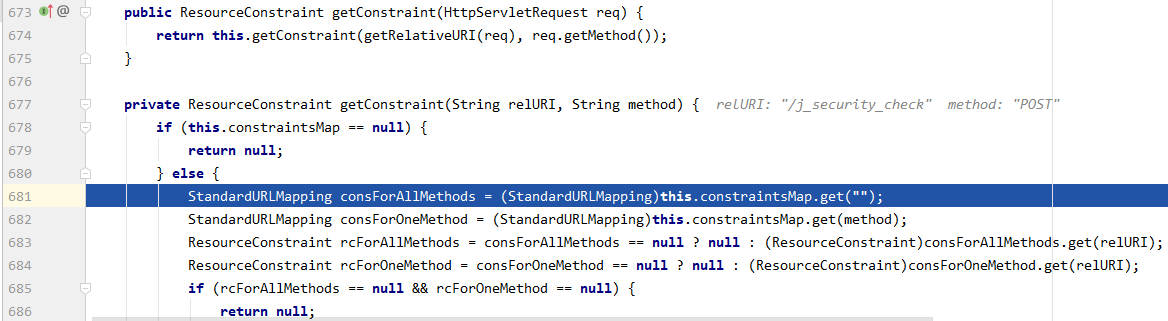 673 @ public ResourceConstraint getConstraint(HttpServletRequest req) {
674 return this.getConstraint(getRelativeURI(req), req.getMethod());
675 }
676
677 private ResourceConstraint getConstraint(String relURI, String method) { relURI: "/j_security_check" method: "POST"
678 if (this.constraintsMap == null) {
679 return null;
680 } else {
681 StandardURLMapping consForAllMethods = (StandardURLMapping)this.constraintsMap.get("");
682 StandardURLMapping consForOneMethod = (StandardURLMapping)this.constraintsMap.get(method);
683 ResourceConstraint rcForAllMethods = consForAllMethods == null ? null : (ResourceConstraint)consForAllMethods.get(relURI);
684 ResourceConstraint rcForOneMethod = consForOneMethod == null ? null : (ResourceConstraint)consForOneMethod.get(relURI);
685 if (rcForAllMethods == null && rcForOneMethod == null) {
686 return null;